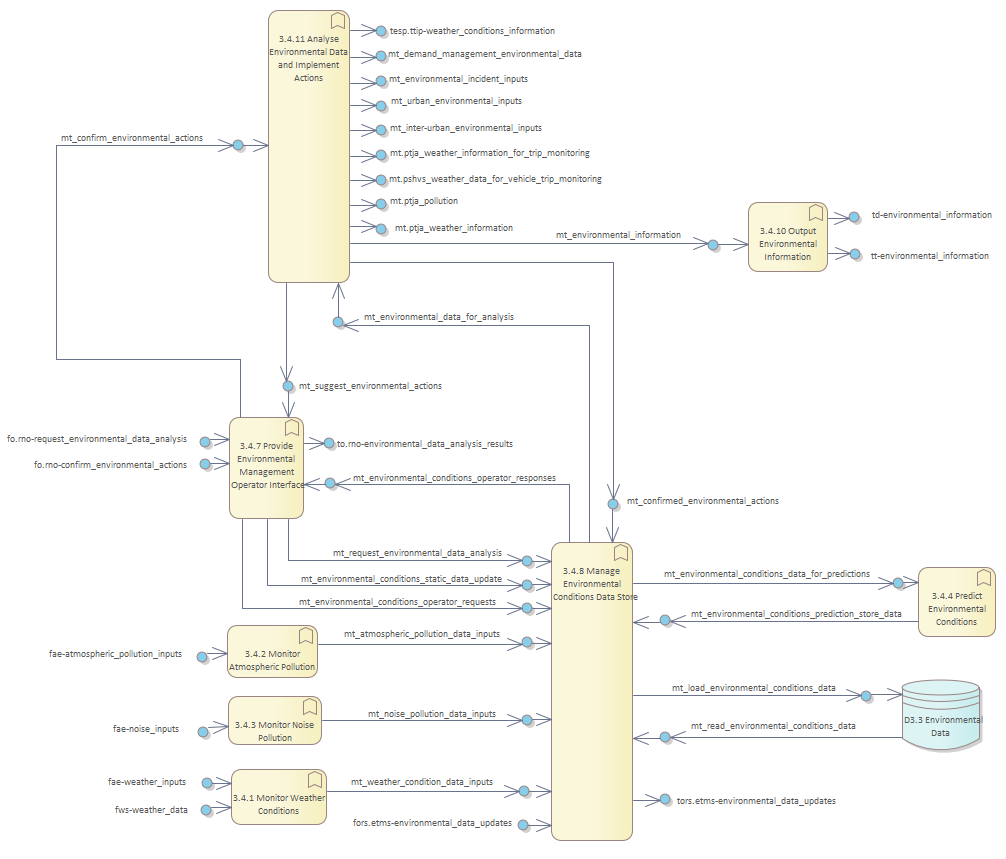 3.4.11 Analyse
Environmental Data
and Implement
Actions
tesp.ttip-weather_conditions_information
mt_demand_management_environmental_data
mt_environmental_incident_inputs
mt_urban_environmental_inputs
mt_inter-urban_environmental_inputs
mt.ptja_weather_information_for_trip_monitoring
mt.pshvs_weather_data_for_vehicle_trip_monitoring
mt.ptja_pollution
mt.ptja_weather_information
mt_confirm_environmental_actions
mt_environmental_information
3.4.10 Output
Environmental
Information
td-environmental_information
tt-environmental_information
mt_environmental_data_for_analysis
mt_suggest_environmental_actions
fo.rno-request_environmental_data_analysis
fo.rno-confirm_environmental_actions
3.4.7 Provide
Environmental
Management
Operator Interface
to.rno-environmental_data_analysis_results
mt_environmental_conditions_operator_responses
mt_confirmed_environmental_actions
mt_request_environmental_data_analysis
mt_environmental_conditions_static_data_update
mt_environmental_conditions_operator_requests
3.4.8 Manage
Environmental
Conditions Data Store
mt_environmental_conditions_data_for_predictions
mt_environmental_conditions_prediction_store_data
3.4.4 Predict
Environmental
Conditions
fae-atmospheric_pollution_inputs
3.4.2 Monitor
Atmospheric Pollution
mt_atmospheric_pollution_data_inputs
mt_load_environmental_conditions_data
mt_read_environmental_conditions_data
D3.3 Environmental
Data
fae-noise_inputs
3.4.3 Monitor Noise
Pollution
mt_noise_pollution_data_inputs
fae-weather_inputs
fws-weather_data
3.4.1 Monitor Weather
Conditions
mt_weather_condition_data_inputs
fors.etms-environmental_data_updates
tors.etms-environmental_data_updates